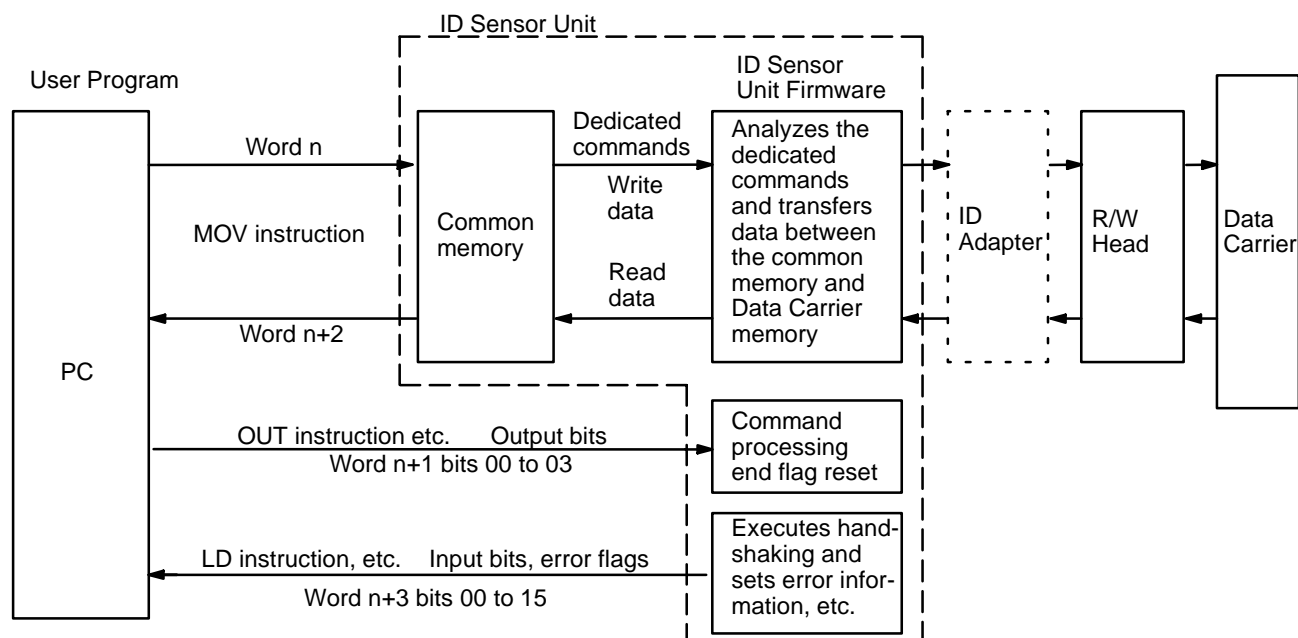 ID Sensor Unit
User Program
ID Sensor
Unit Firmware
Word n
MOV instruction
Word n+2
PC
Common
memory
Dedicated
commands
Write
data
Read
data
Analyzes the
dedicated
commands
and transfers
data between
the common
memory and
Data Carrier
memory
ID
Adapter
R/W
Head
Data
Carrier
OUT instruction etc. Output bits
Word n+1 bits 00 to 03
Command
processing
end flag reset
LD instruction, etc. Input bits, error flags
Word n+3 bits 00 to 15
Executes hand-
shaking and
sets error infor-
mation, etc.